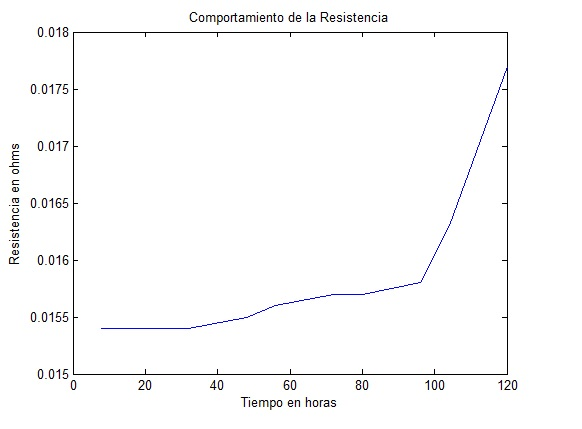 Comportamiento de la Resistencia
0.018
0.0175
0.017
0.0165
0.016
0.0155
0.015
Resistencia en ohms
0 20 40 60 80 100 120
Tiempo en horas